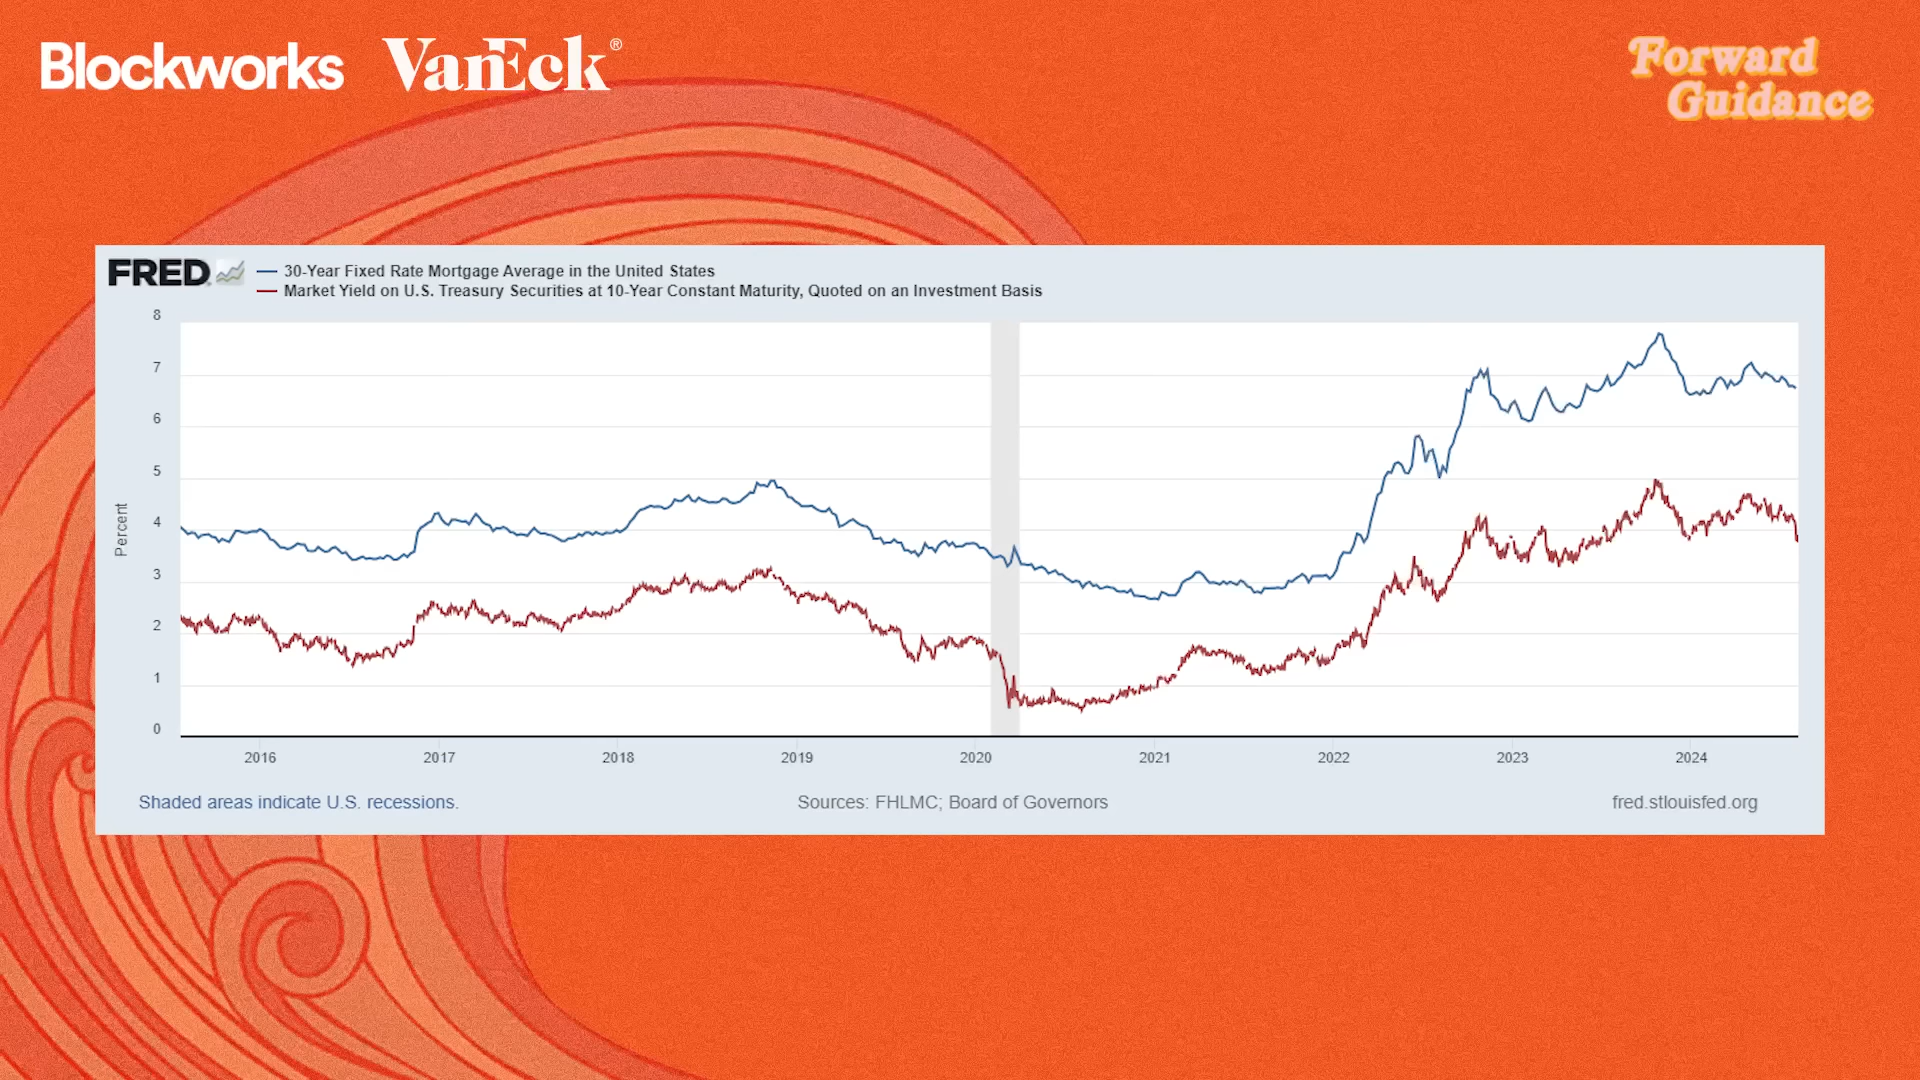 Blockworks
VanEck®
Forward
Guidance
FRED
30-Year Fixed Rate Mortgage Average in the United States
Market Yield on U.S. Treasury Securities at 10-Year Constant Maturity, Quoted on an Investment Basis
8
7
6
5
4
3
2
1
0
Percent
2016 2017 2018 2019 2020 2021 2022 2023 2024
Shaded areas indicate U.S. recessions.
Sources: FHLMC; Board of Governors
fred.stlouisfed.org